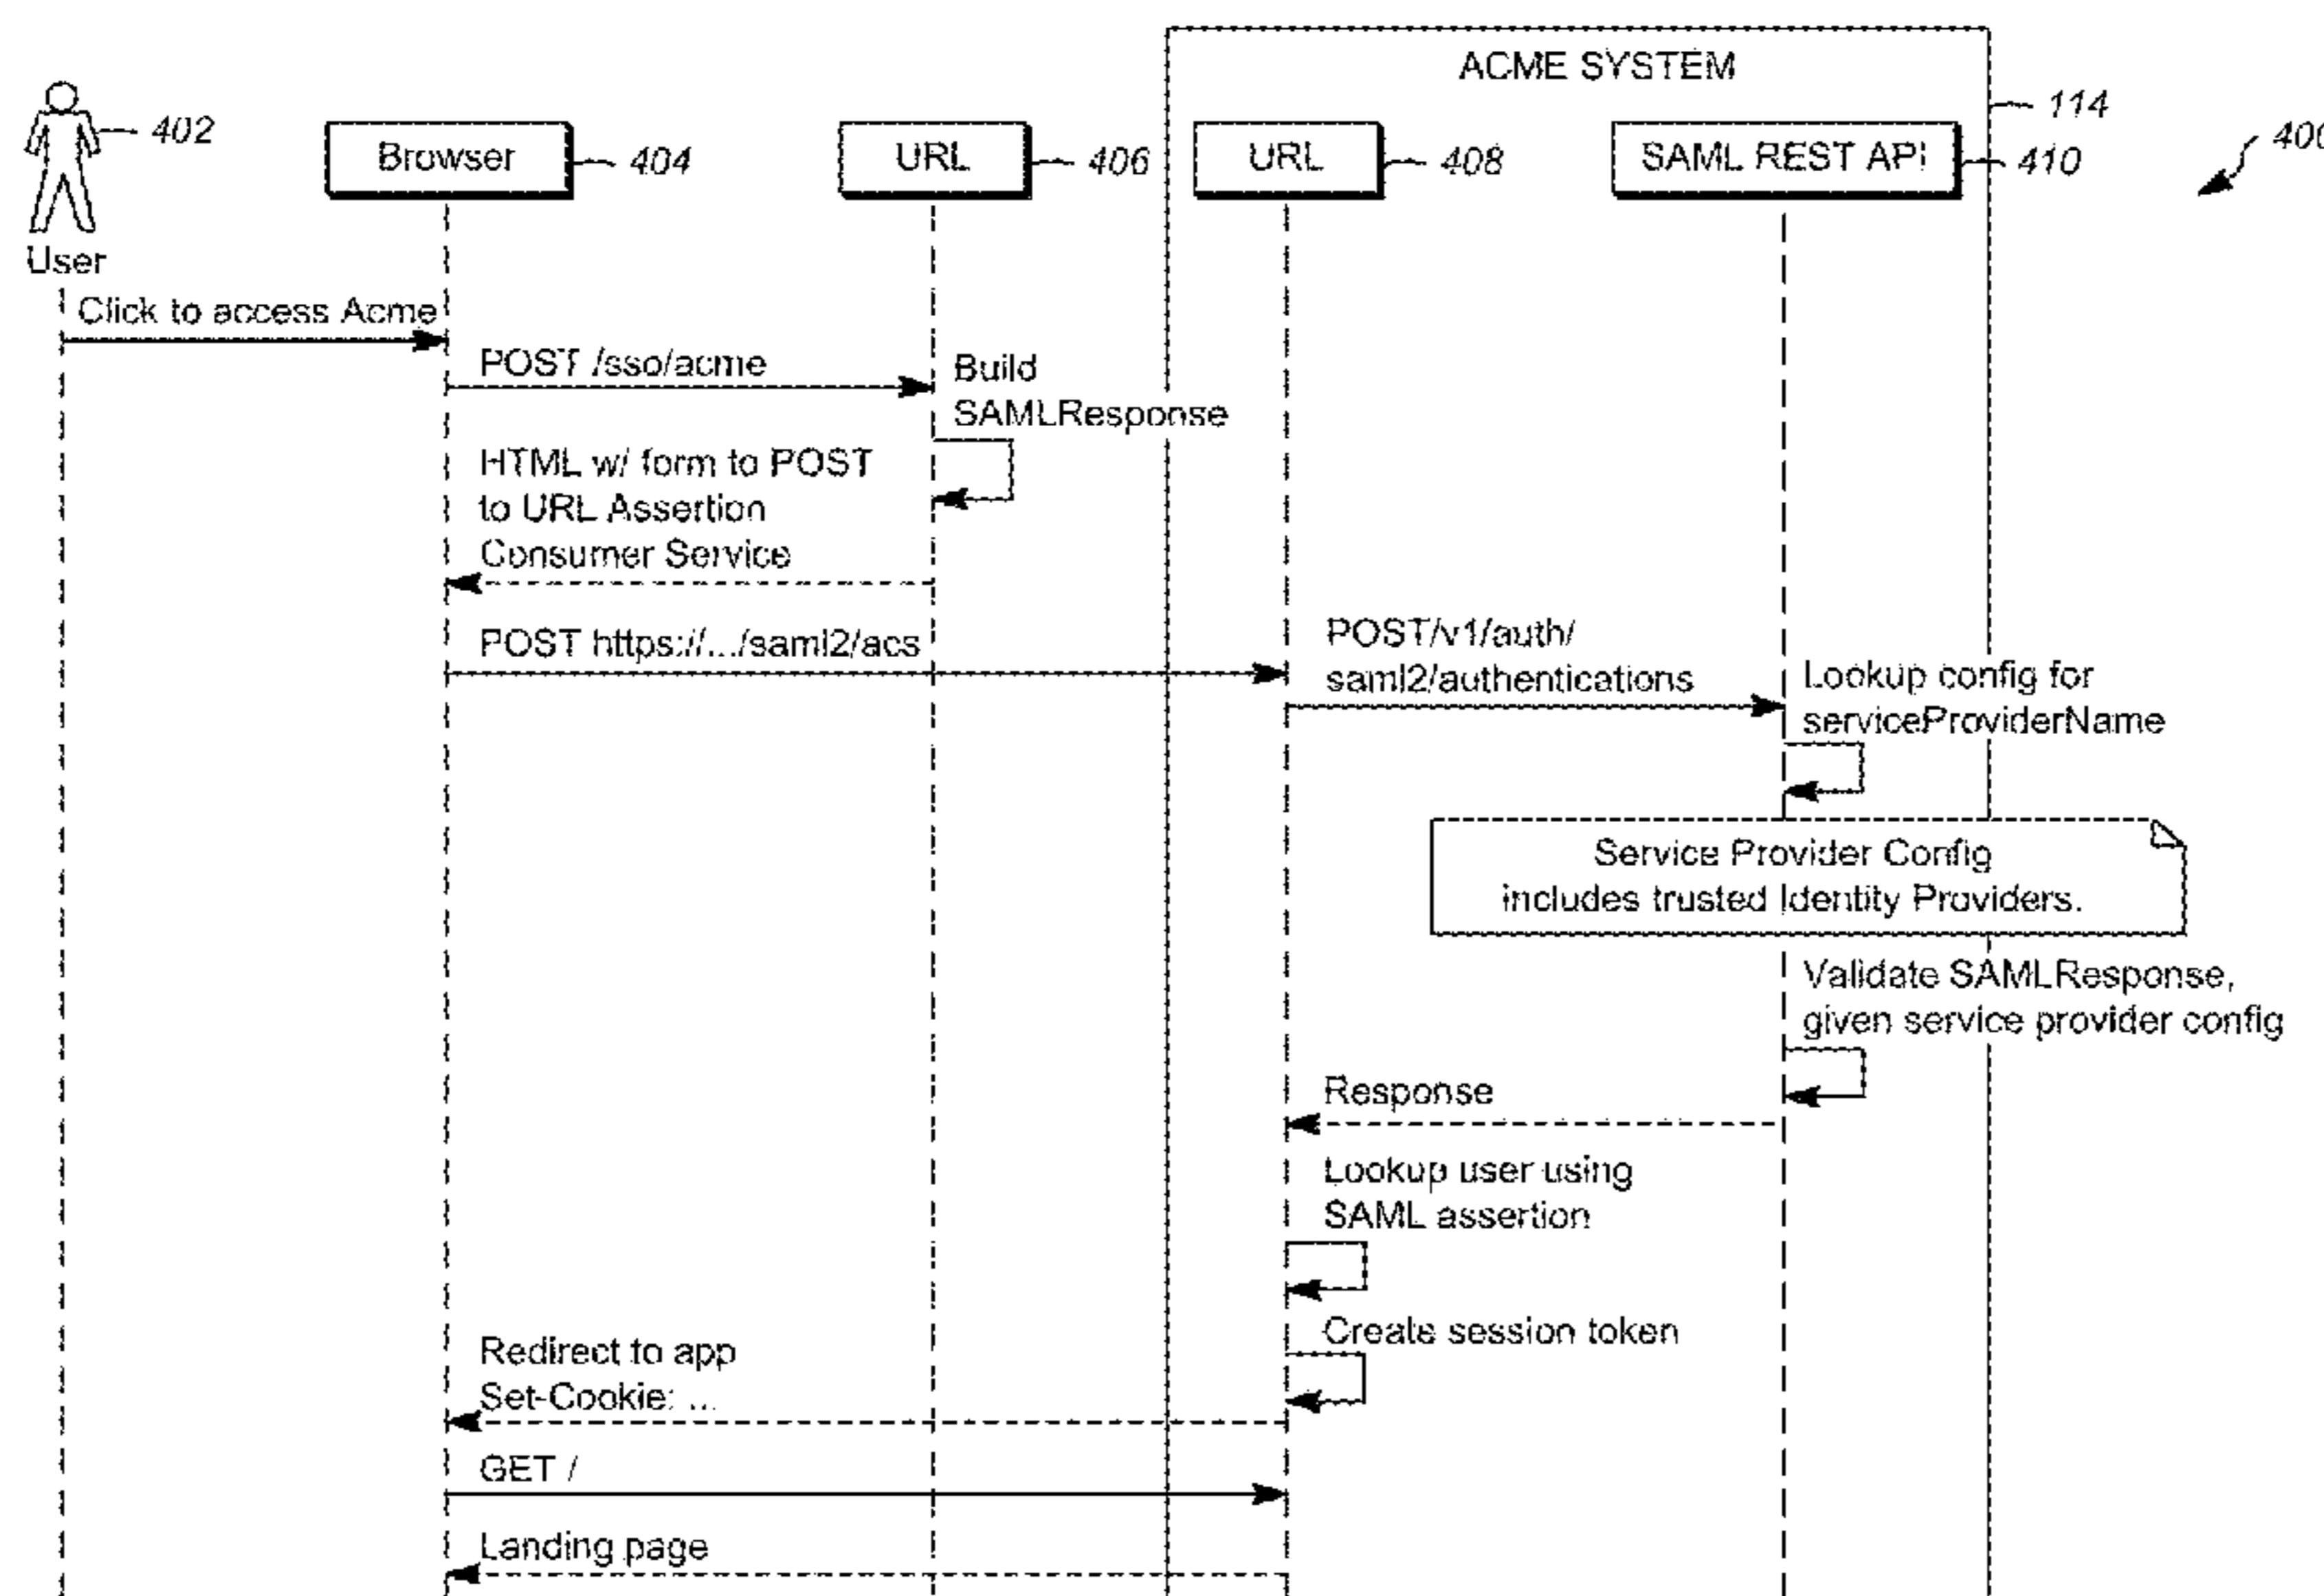 ACME SYSTEM
114
402
Browser
404
URL
406
URL
408
SAML REST API
410
User
Click to access Acme
POST /sso/acme
Build
SAMLResponse
HTML w/ form to POST
to URL Assertion
Consumer Service
POST https://.../saml2/acs
POST/v1/auth/
saml2/authentications
Lookup config for
serviceProviderName
Service Provider Config
includes trusted Identity Providers.
Validate SAMLResponse,
given service provider config
Response
Lookup user using
SAML assertion
Create session token
Redirect to app
Set-Cookie: ...
GET /
Landing page